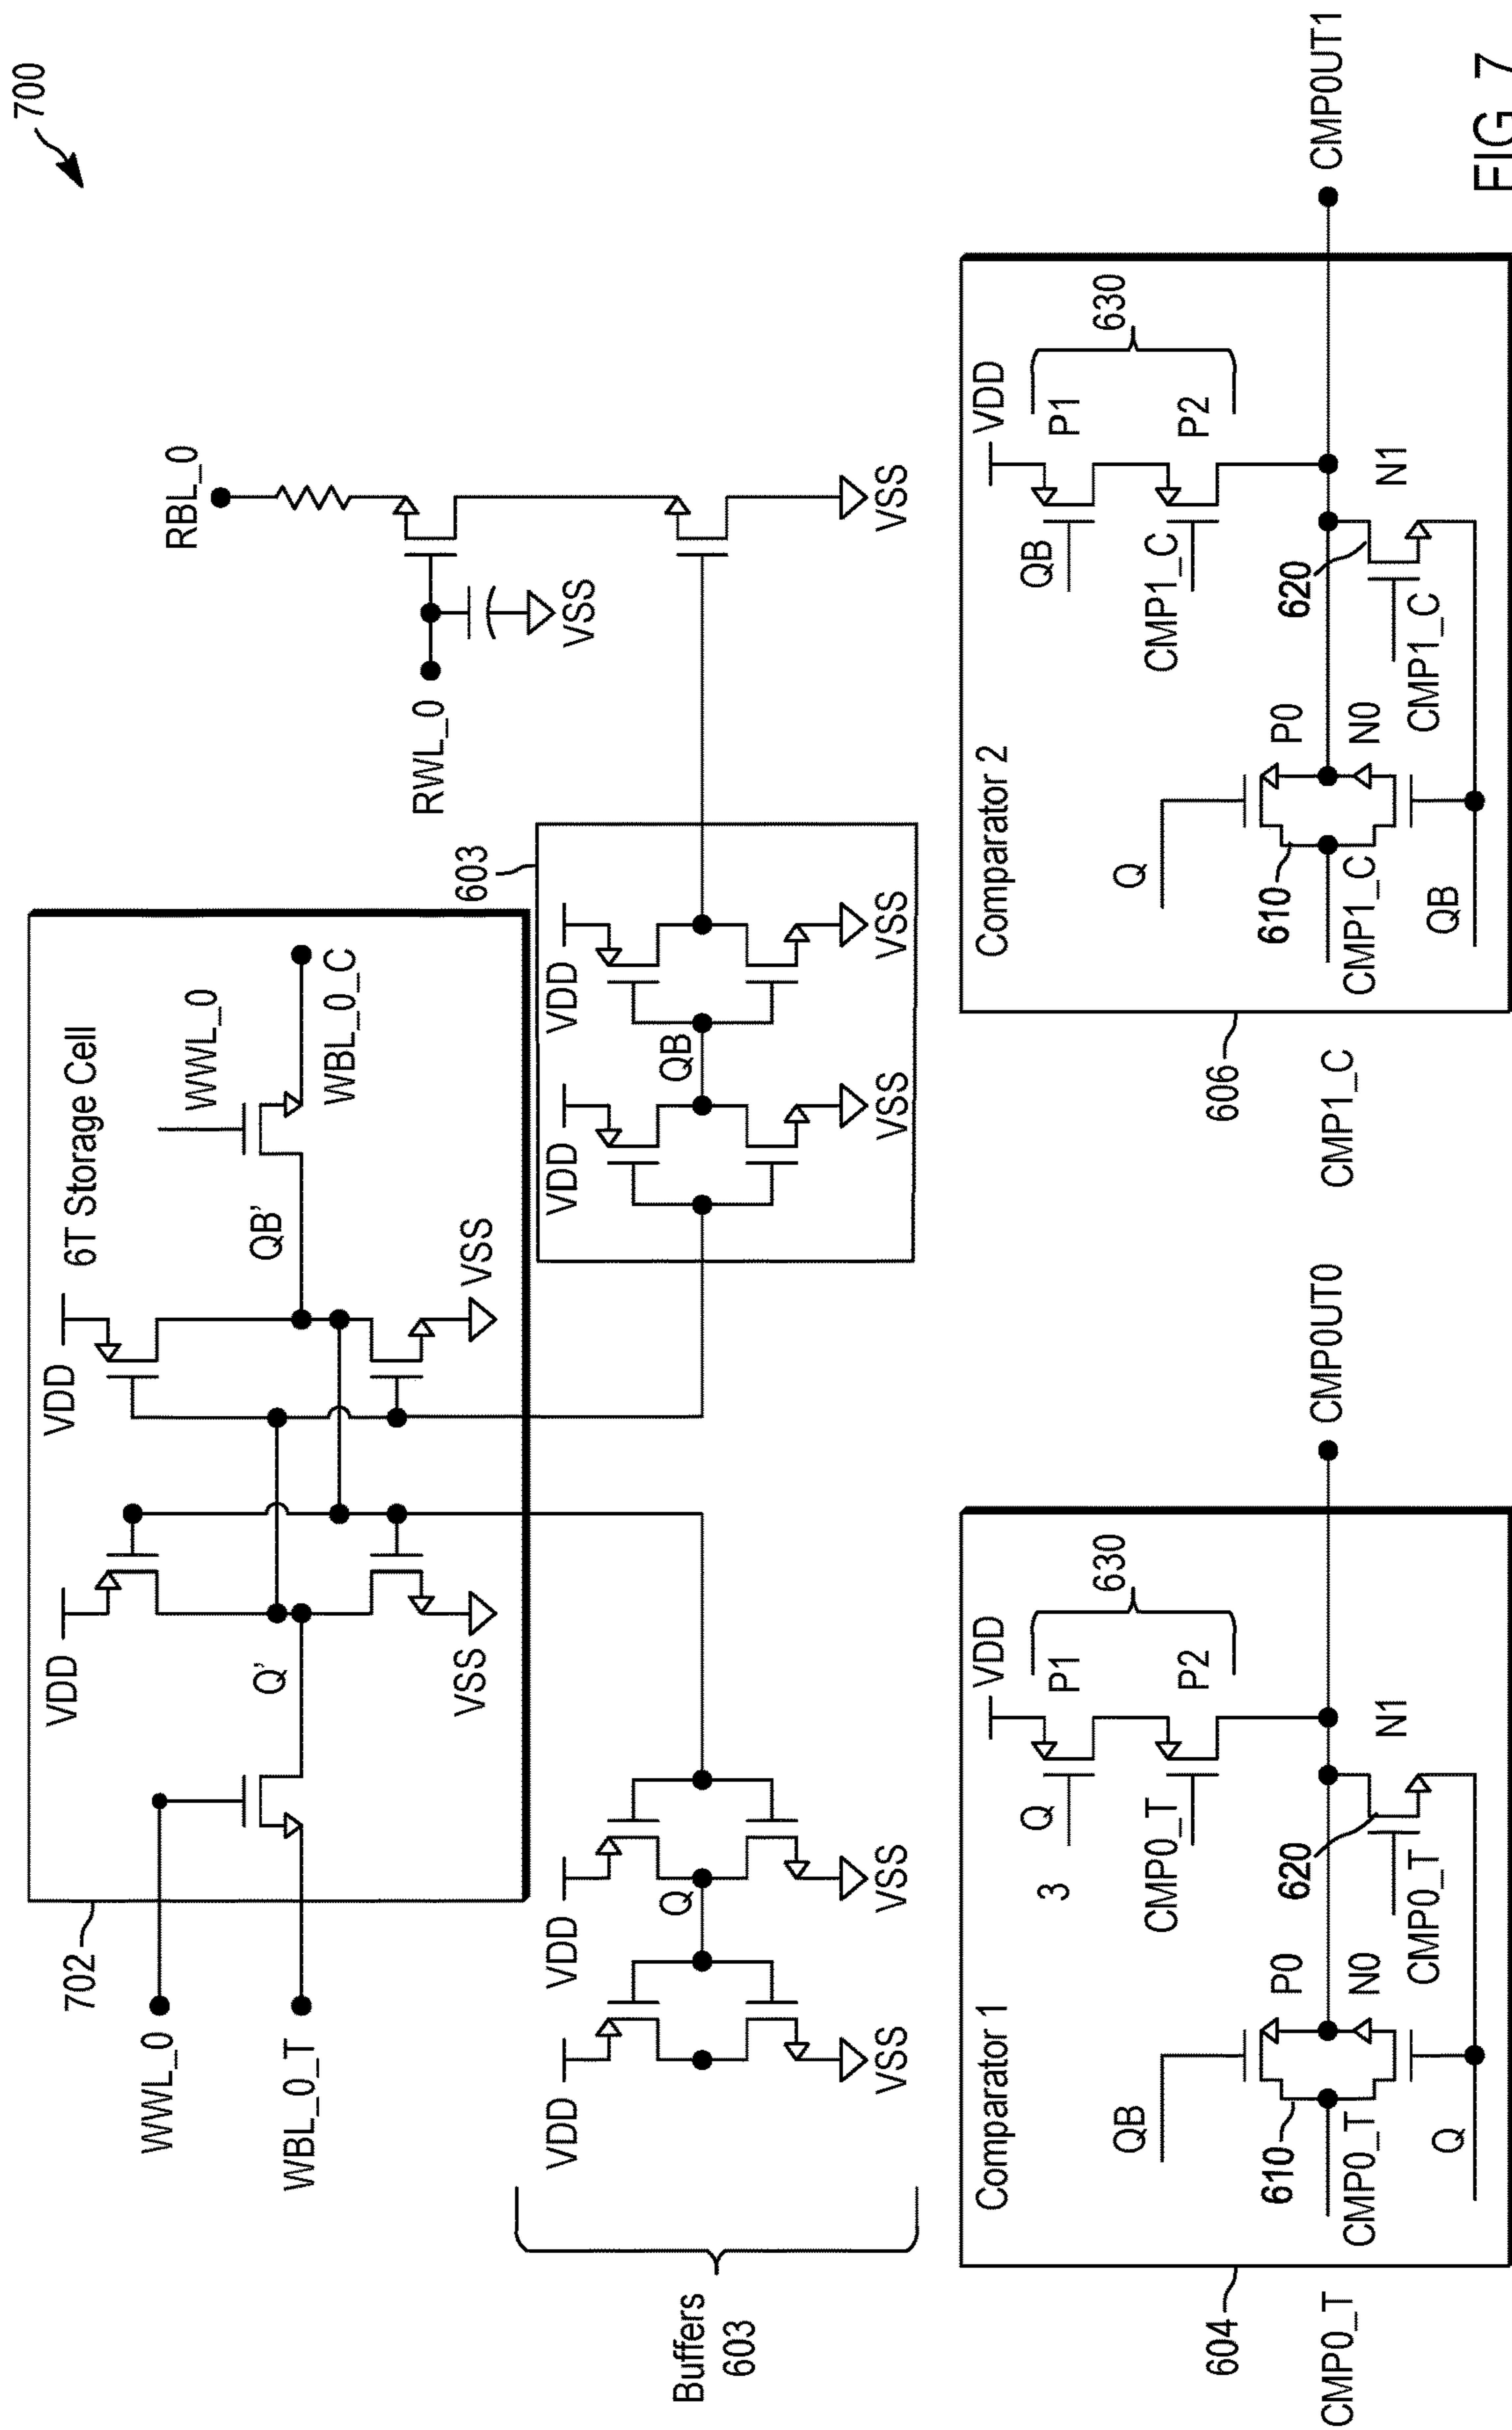 700
6T Storage Cell
VDD
VDD
WWL_0
WWL_0
Q'
QB'
WBL_0_T
WBL_0_C
VSS
VSS
702
RBL_0
RWL_0
VSS
VSS
Buffers
603
603
VDD
VDD
VDD
VDD
Q
QB
VSS
VSS
VSS
VSS
Comparator 1
VDD
630
P1
P2
Q
3
CMP0_T
QB
P0
N0
610
CMP0_T
Q
620
N1
CMP0_T
604
CMP0_T
CMP0UT0
Comparator 2
VDD
630
P1
P2
QB
CMP1_C
Q
P0
N0
610
CMP1_C
QB
620
N1
CMP1_C
606
CMP1_C
CMP0UT1
FIG 7